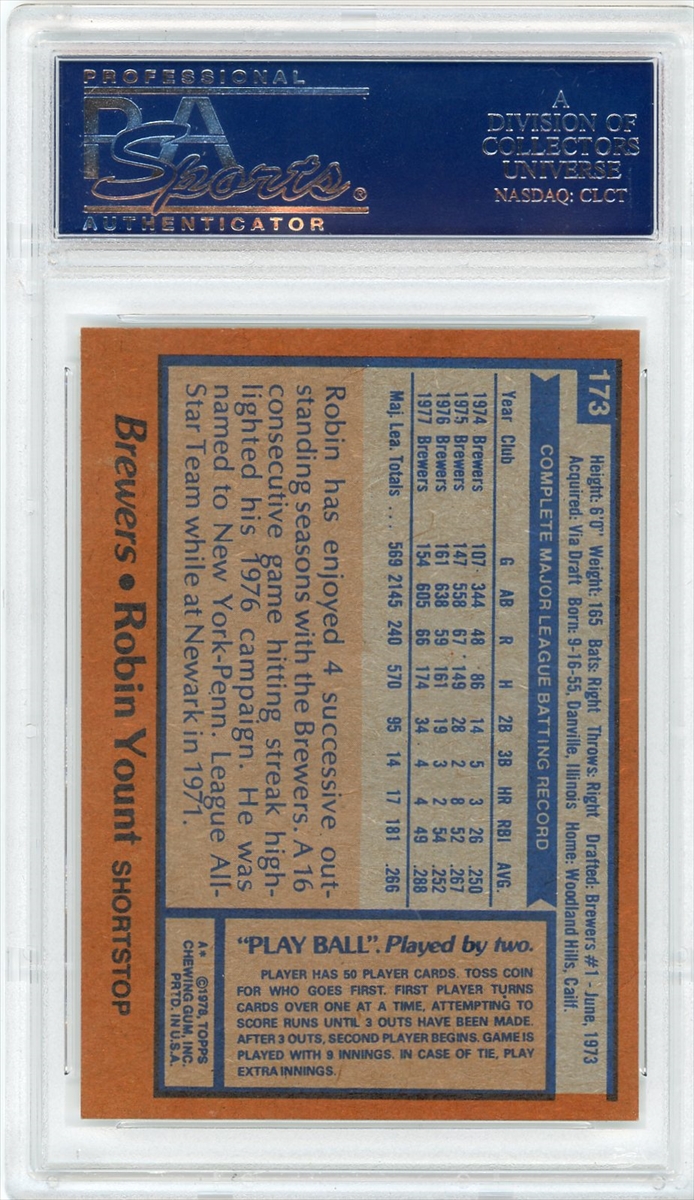 PROFESSIONAL
PSA
Sports®
AUTHENTICATOR
A
DIVISION OF
COLLECTORS
UNIVERSE
NASDAQ: CLCT
173
Height: 6'0" Weight: 165 Bats: Right Throws: Right Drafted: Brewers #1 - June, 1973
Acquired: Via Draft Born: 9-16-55, Danville, Illinois Home: Woodland Hills, Calif.
COMPLETE MAJOR LEAGUE BATTING RECORD
Year Club G AB R H 2B 3B HR RBI AVG.
1974 Brewers 107 344 48 86 14 5 3 26 .250
1975 Brewers 147 558 67 149 28 2 8 52 .267
1976 Brewers 161 638 59 161 19 3 2 54 .252
1977 Brewers 154 605 66 174 34 4 4 49 .288
Maj. Lea. Totals ... 569 2145 240 570 95 14 17 181 .266
Robin has enjoyed 4 successive out-
standing seasons with the Brewers. A 16
consecutive game hitting streak high-
lighted his 1976 campaign. He was
named to New York-Penn. League All-
Star Team while at Newark in 1971.
"PLAY BALL". Played by two.
PLAYER HAS 50 PLAYER CARDS. TOSS COIN
FOR WHO GOES FIRST. FIRST PLAYER TURNS
CARDS OVER ONE AT A TIME, ATTEMPTING TO
SCORE RUNS UNTIL 3 OUTS HAVE BEEN MADE.
AFTER 3 OUTS, SECOND PLAYER BEGINS. GAME IS
PLAYED WITH 9 INNINGS. IN CASE OF TIE, PLAY
EXTRA INNINGS.
A* ©1978, TOPPS
CHEWING GUM, INC.
PRTD. IN U.S.A.
Brewers • Robin Yount SHORTSTOP